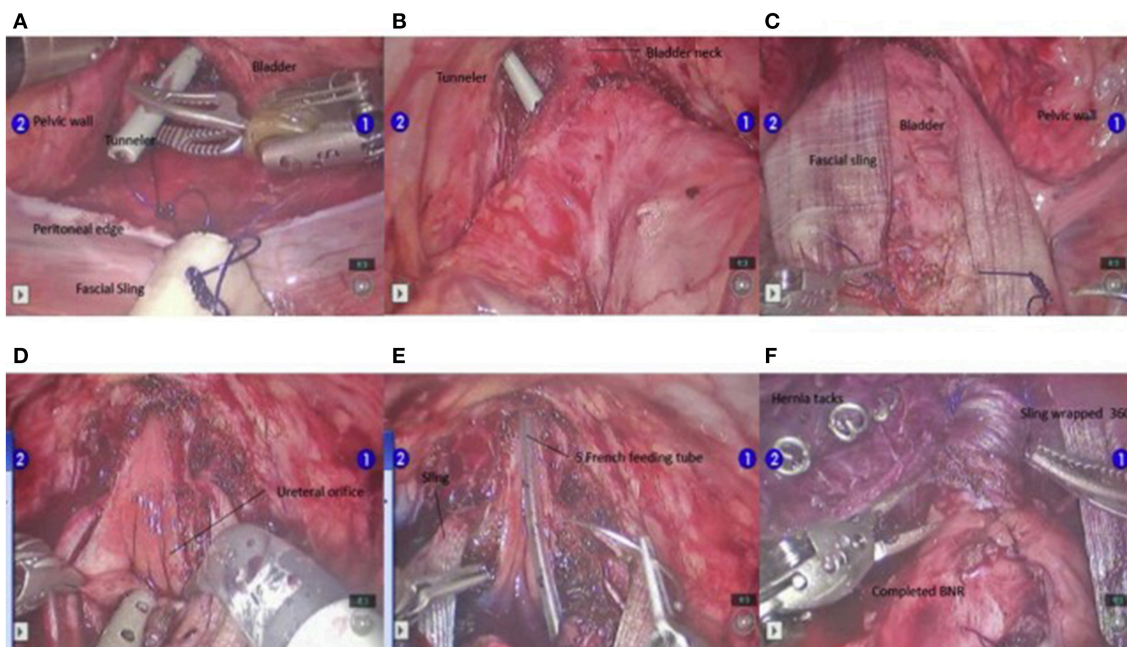 A
B
C
Bladder
2
Pelvic wall
1
Tunneler
Peritoneal edge
Fascial Sling
Bladder neck
Tunneler
2
1
2
Bladder
Pelvic wall
1
Fascial sling
D
E
F
2
1
Ureteral orifice
2
1
5 French feeding tube
Sling
Hernia tacks
Sling wrapped 360
2
1
Completed BNR